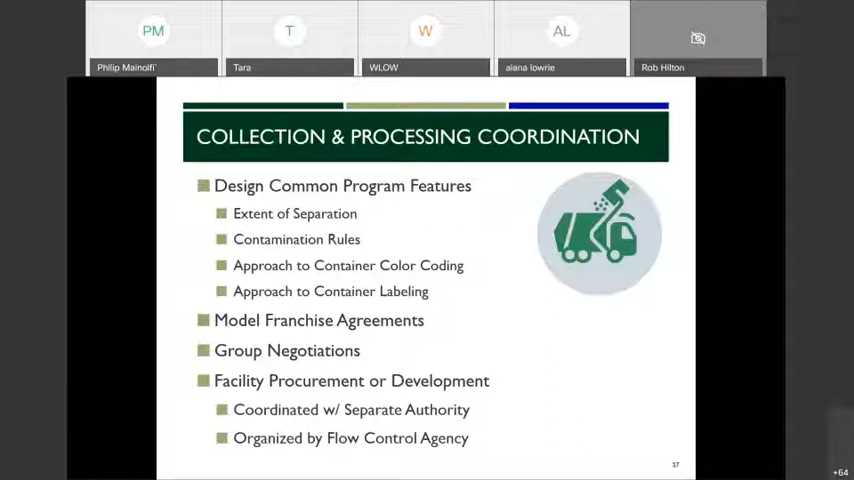 PM
T
W
AL
Philip Mainolfi
Tara
WLOW
alana lowrie
Rob Hilton
COLLECTION & PROCESSING COORDINATION
Design Common Program Features
Extent of Separation
Contamination Rules
Approach to Container Color Coding
Approach to Container Labeling
Model Franchise Agreements
Group Negotiations
Facility Procurement or Development
Coordinated w/ Separate Authority
Organized by Flow Control Agency
27
+64